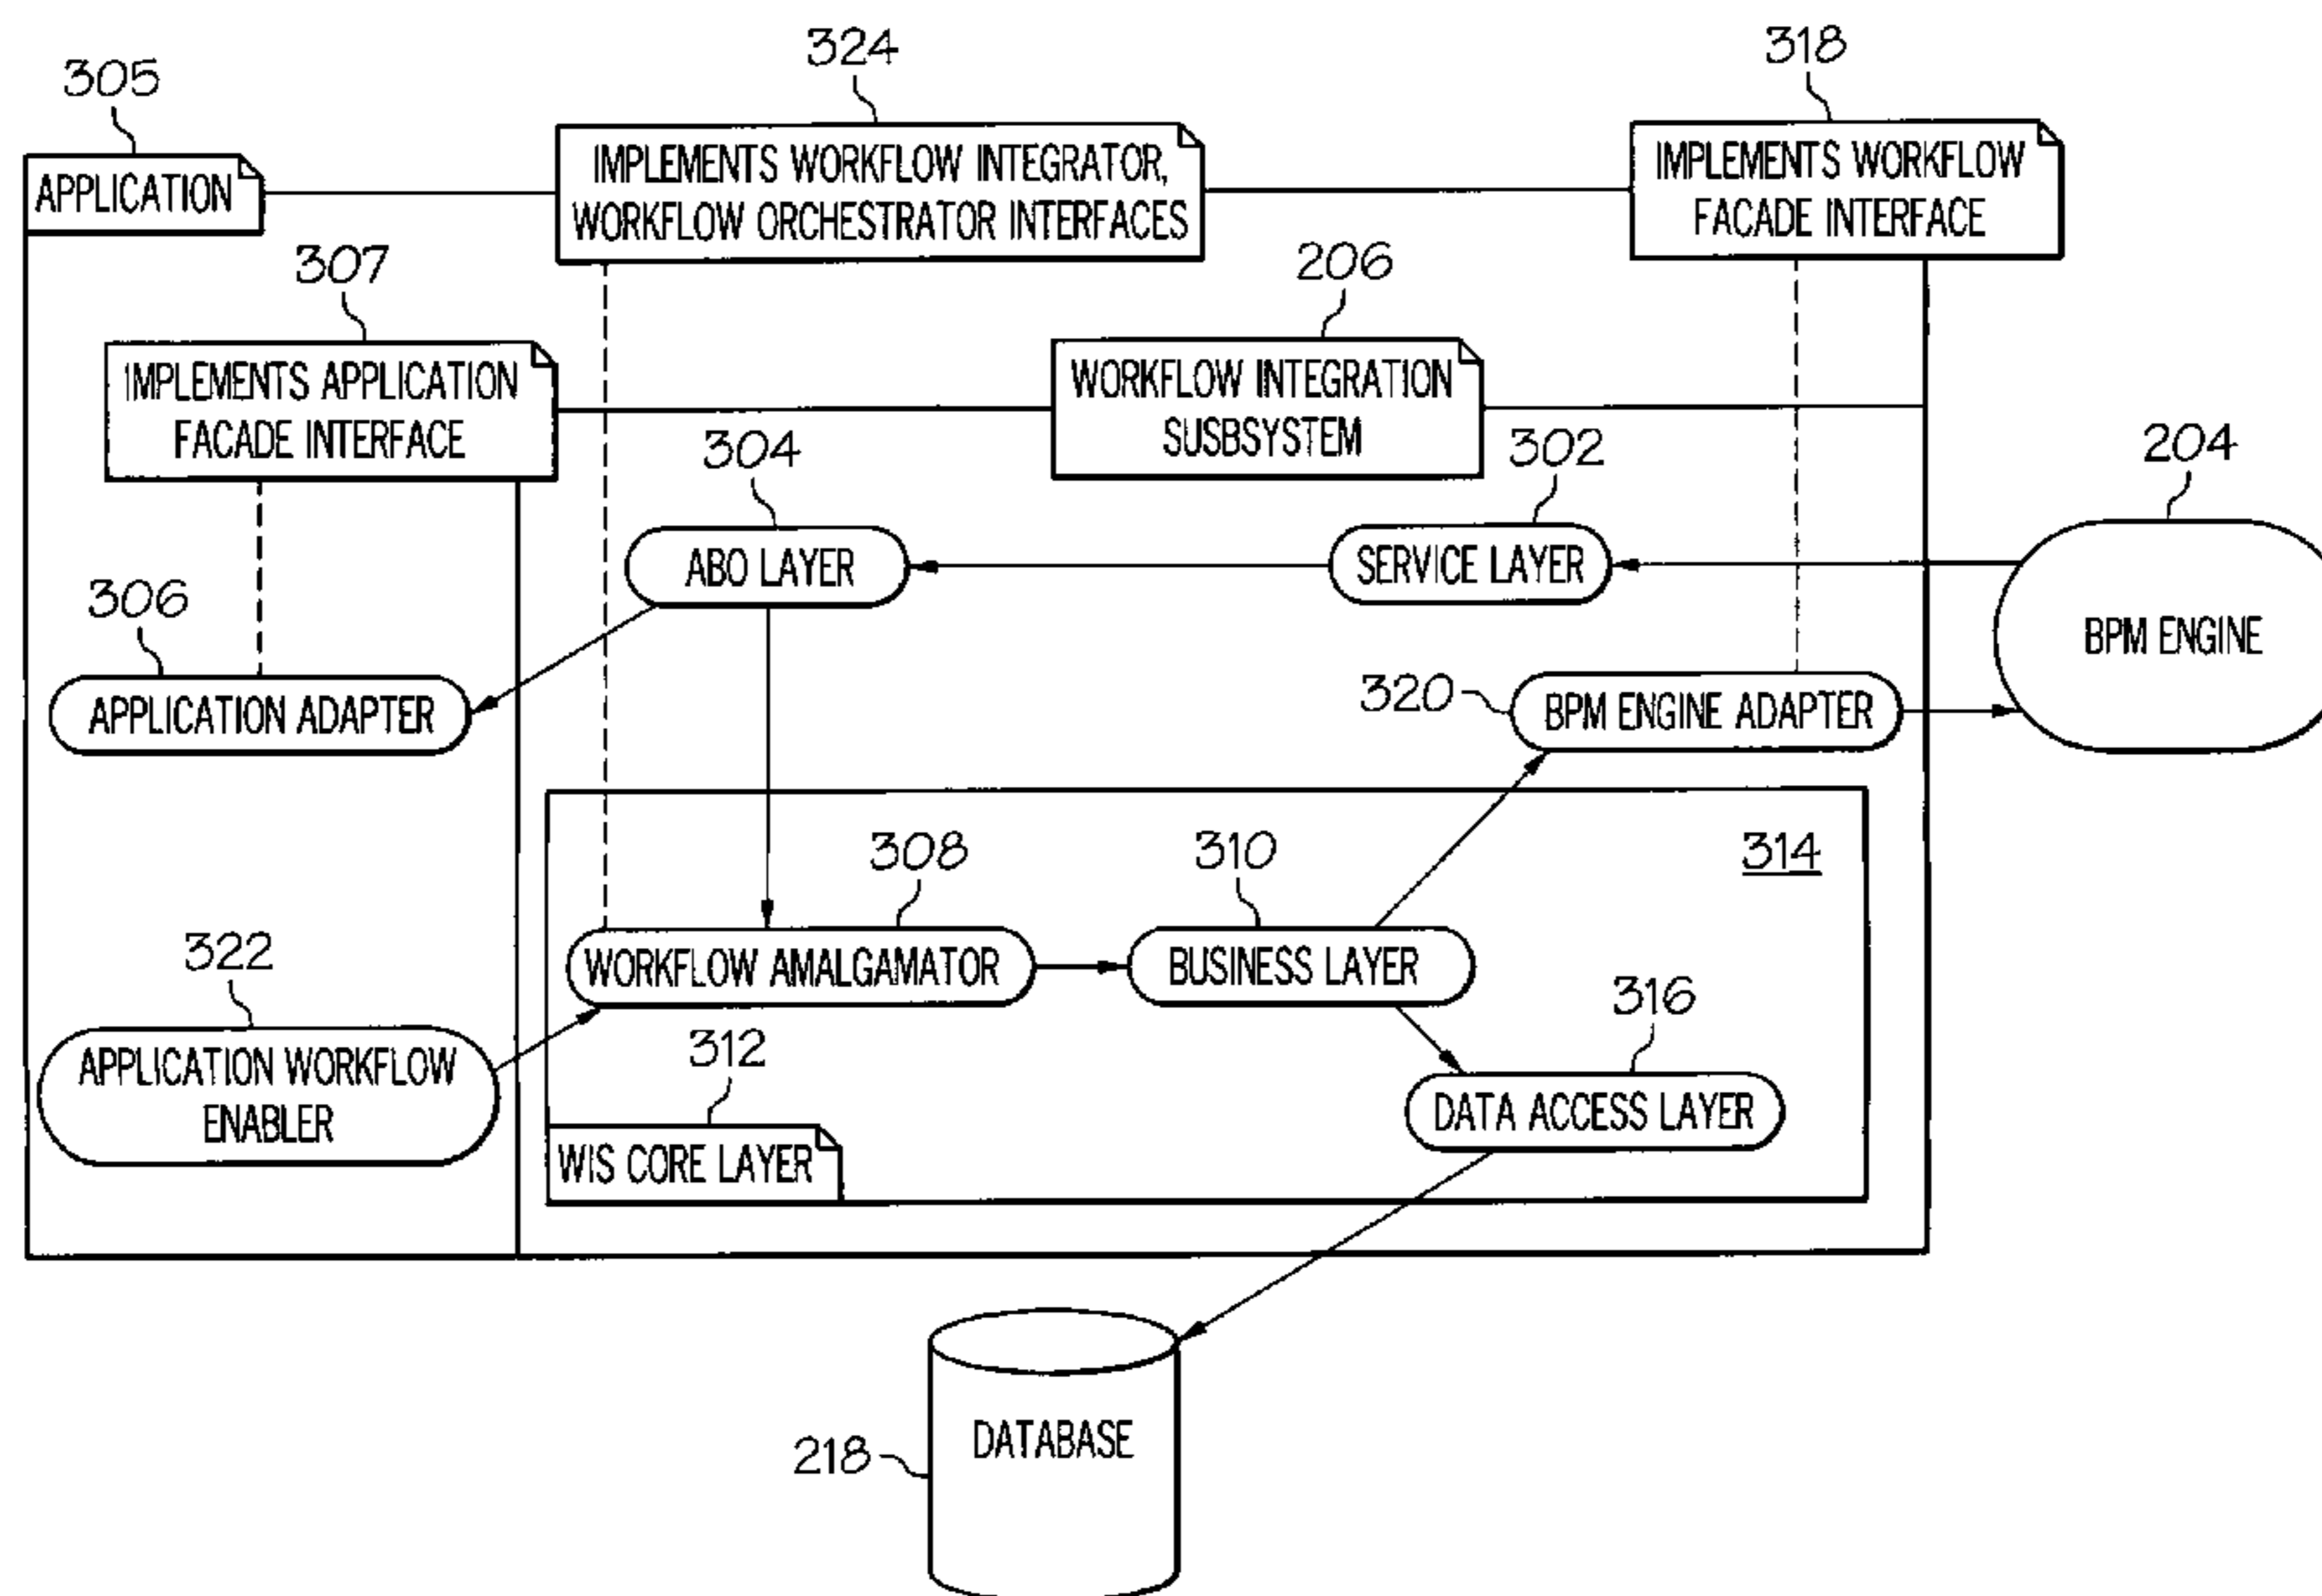 324
318
305
IMPLEMENTS WORKFLOW INTEGRATOR,
WORKFLOW ORCHESTRATOR INTERFACES
IMPLEMENTS WORKFLOW
FACADE INTERFACE
APPLICATION
307
206
IMPLEMENTS APPLICATION
FACADE INTERFACE
WORKFLOW INTEGRATION
SUSBSYSTEM
304
302
204
ABO LAYER
SERVICE LAYER
BPM ENGINE
306
APPLICATION ADAPTER
320
BPM ENGINE ADAPTER
308
310
314
322
WORKFLOW AMALGAMATOR
BUSINESS LAYER
316
312
APPLICATION WORKFLOW
ENABLER
DATA ACCESS LAYER
WIS CORE LAYER
DATABASE
218